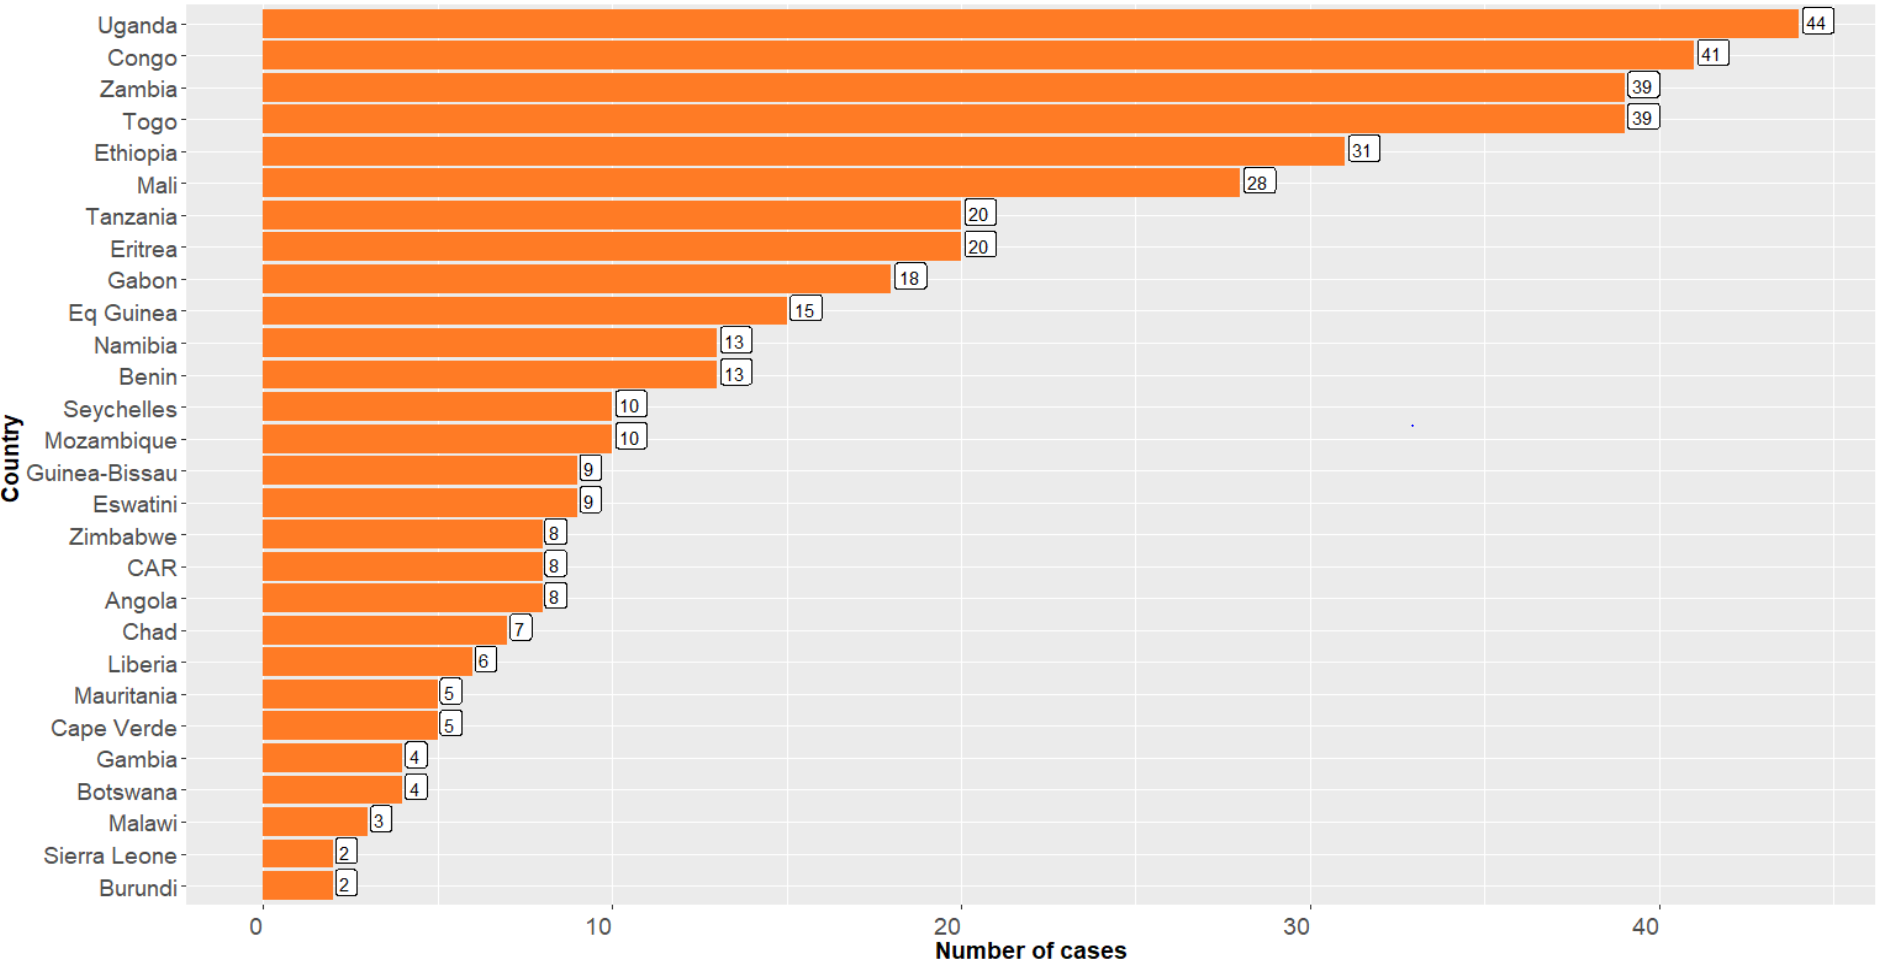 Uganda 44
Congo 41
Zambia 39
Togo 39
Ethiopia 31
Mali 28
Tanzania 20
Eritrea 20
Gabon 18
Eq Guinea 15
Namibia 13
Benin 13
Seychelles 10
Mozambique 10
Guinea-Bissau 9
Eswatini 9
Zimbabwe 8
CAR 8
Angola 8
Chad 7
Liberia 6
Mauritania 5
Cape Verde 5
Gambia 4
Botswana 4
Malawi 3
Sierra Leone 2
Burundi 2
Country
0 10 20 30 40
Number of cases